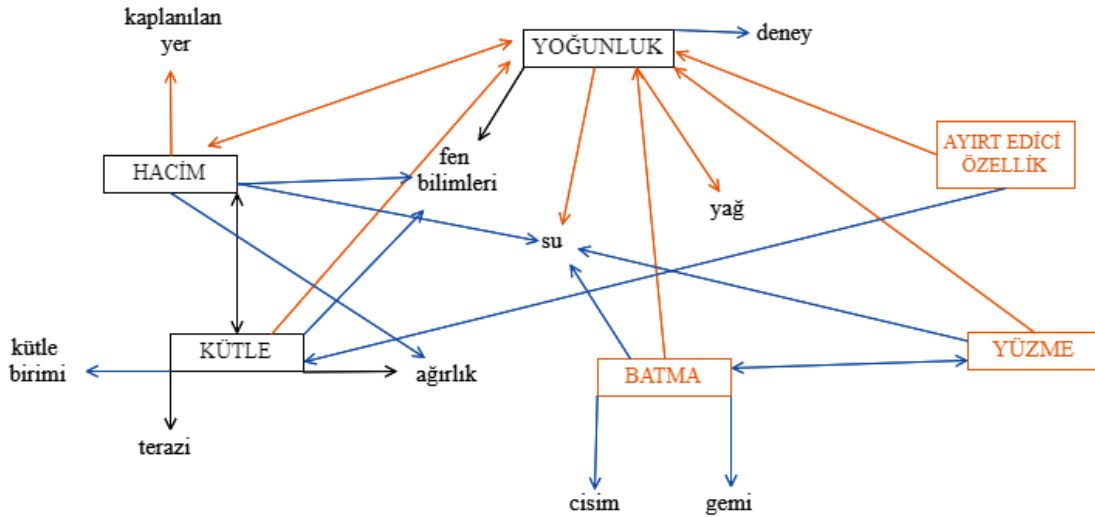 kaplanılan
yer
YOĞUNLUK
deney
AYIRT EDİCİ
ÖZELLİK
HACİM
fen
bilimleri
yağ
su
KÜTLE
YÜZME
kütle
birimi
ağırlık
BATMA
terazi
cisim
gemi